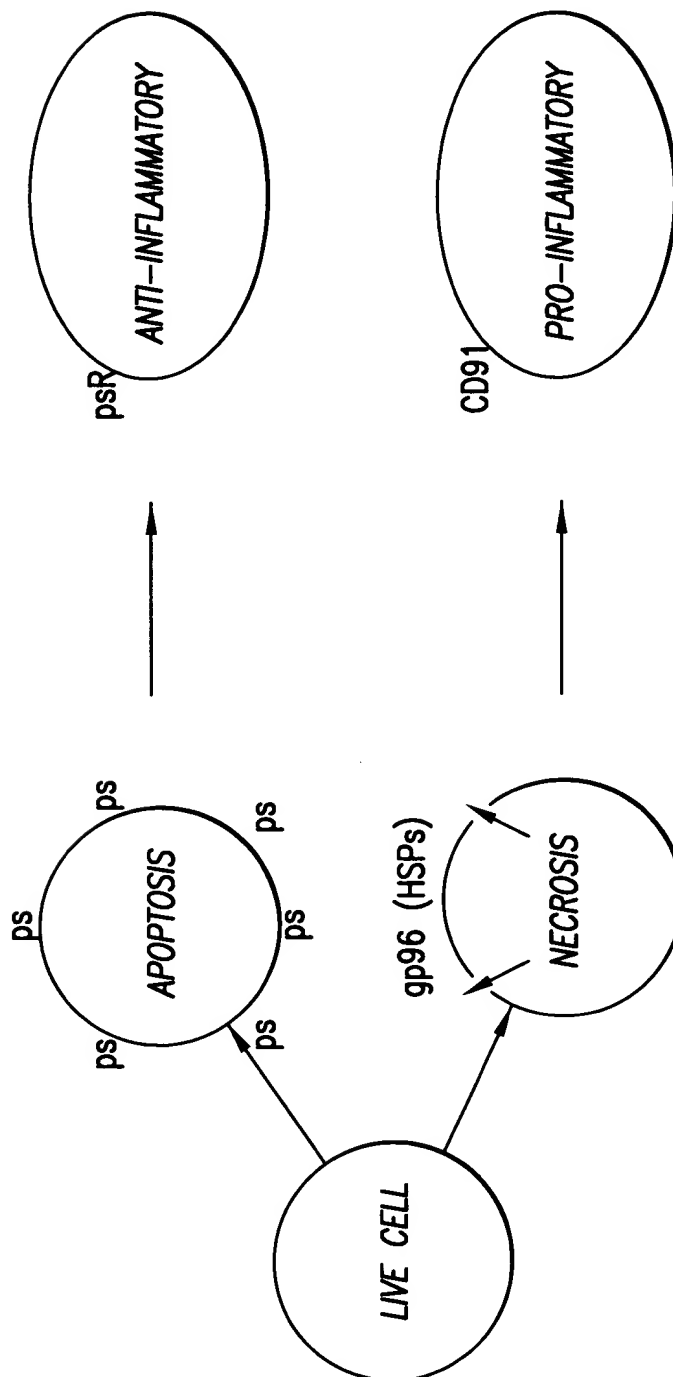 LIVE CELL
ps
ps
ps
ps
ps
ps
APOPTOSIS
psR
ANTI-INFLAMMATORY
gp96 (HSPs)
NECROSIS
CD91
PRO-INFLAMMATORY